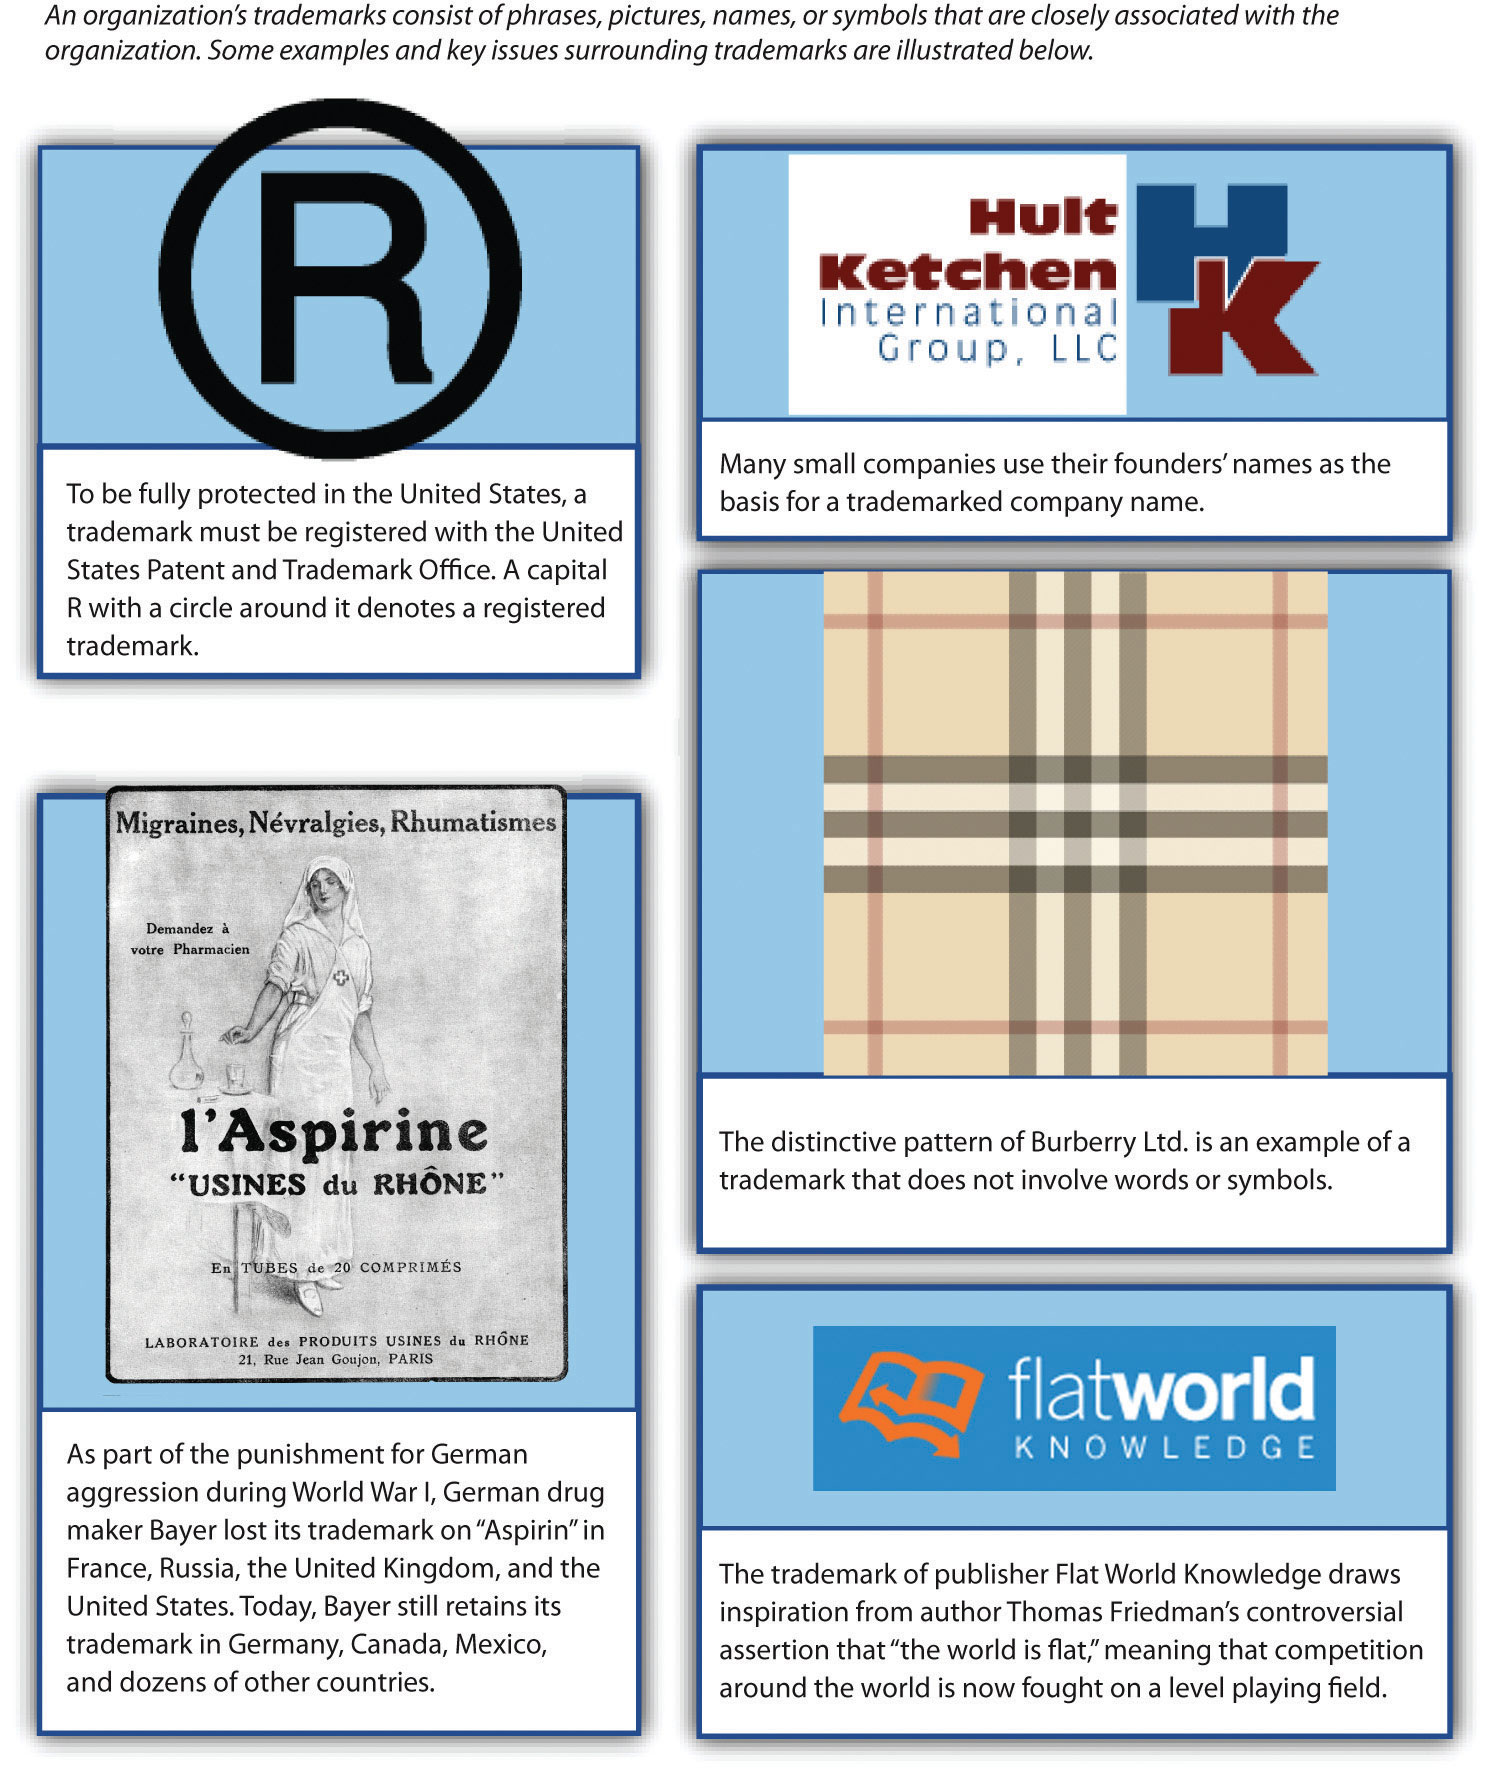 An organization’s trademarks consist of phrases, pictures, names, or symbols that are closely associated with the
organization. Some examples and key issues surrounding trademarks are illustrated below.
R
To be fully protected in the United States, a
trademark must be registered with the United
States Patent and Trademark Office. A capital
R with a circle around it denotes a registered
trademark.
Hult
Ketchen
International
Group, LLC
HK
Many small companies use their founders’ names as the
basis for a trademarked company name.
The distinctive pattern of Burberry Ltd. is an example of a
trademark that does not involve words or symbols.
Migraines, Névralgies, Rhumatismes
Demandez à
votre Pharmacien
l’Aspirine
“USINES du RHÔNE”
En TUBES de 20 COMPRIMÉS
LABORATOIRE des PRODUITS USINES du RHÔNE
21, Rue Jean Goujon, PARIS
As part of the punishment for German
aggression during World War I, German drug
maker Bayer lost its trademark on “Aspirin” in
France, Russia, the United Kingdom, and the
United States. Today, Bayer still retains its
trademark in Germany, Canada, Mexico,
and dozens of other countries.
flatworld
KNOWLEDGE
The trademark of publisher Flat World Knowledge draws
inspiration from author Thomas Friedman’s controversial
assertion that “the world is flat,” meaning that competition
around the world is now fought on a level playing field.